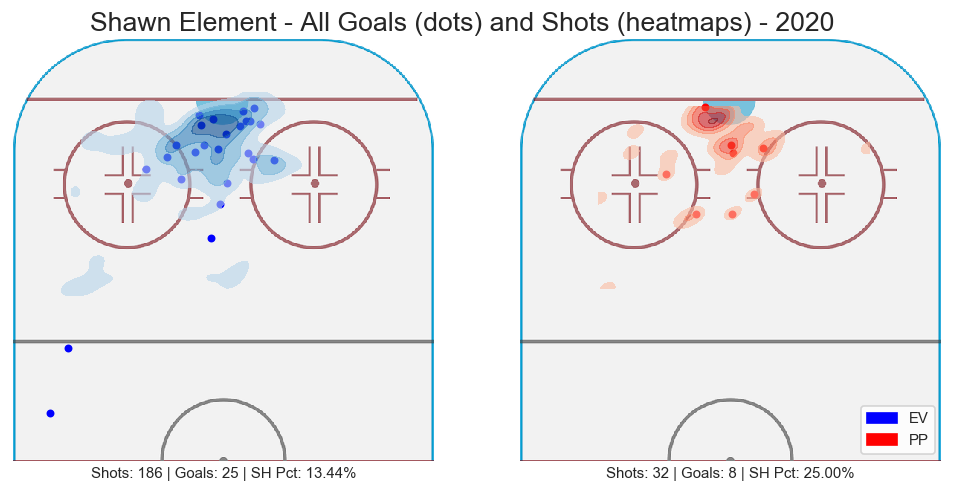 Shawn Element - All Goals (dots) and Shots (heatmaps) - 2020
EV
PP
Shots: 186 | Goals: 25 | SH Pct: 13.44%
Shots: 32 | Goals: 8 | SH Pct: 25.00%